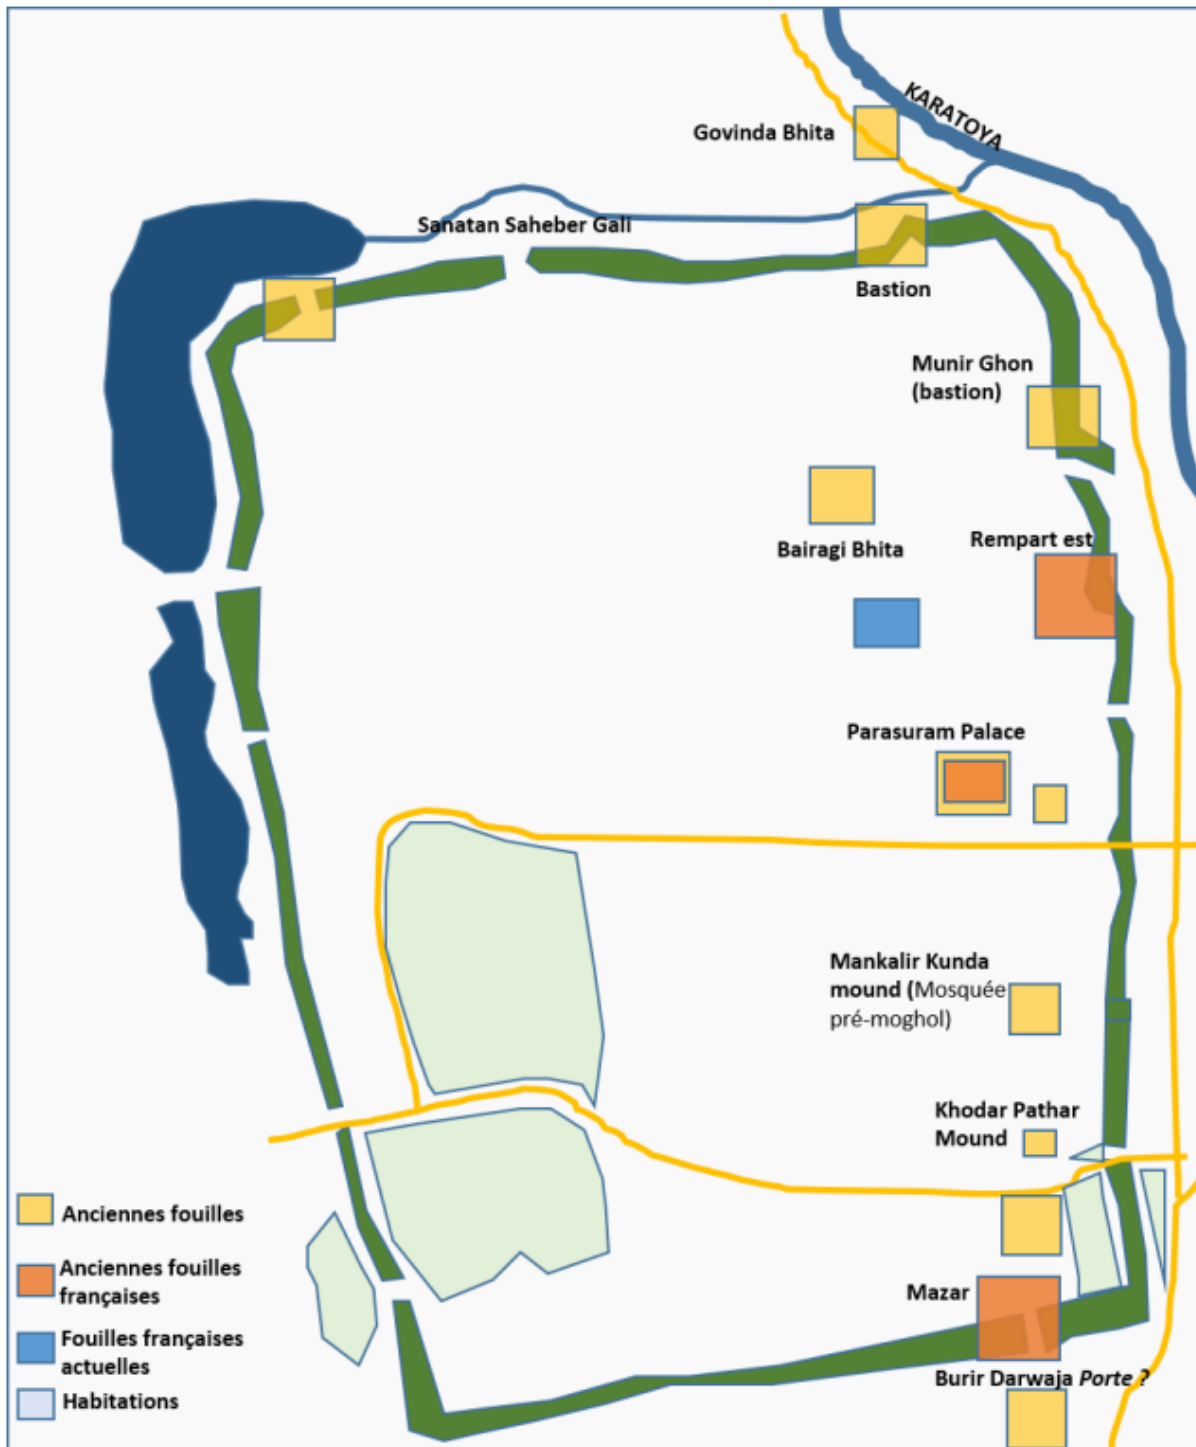 KARATOYA
Govinda Bhita
Sanatan Saheber Gali
Bastion
Munir Ghon
(bastion)
Rempart est
Bairagi Bhita
Parasuram Palace
Mankalir Kunda
mound (Mosquée
pré-moghol)
Khodar Pathar
Mound
Mazar
Burir Darwaja Porte ?
Anciennes fouilles
Anciennes fouilles
françaises
Fouilles françaises
actuelles
Habitations